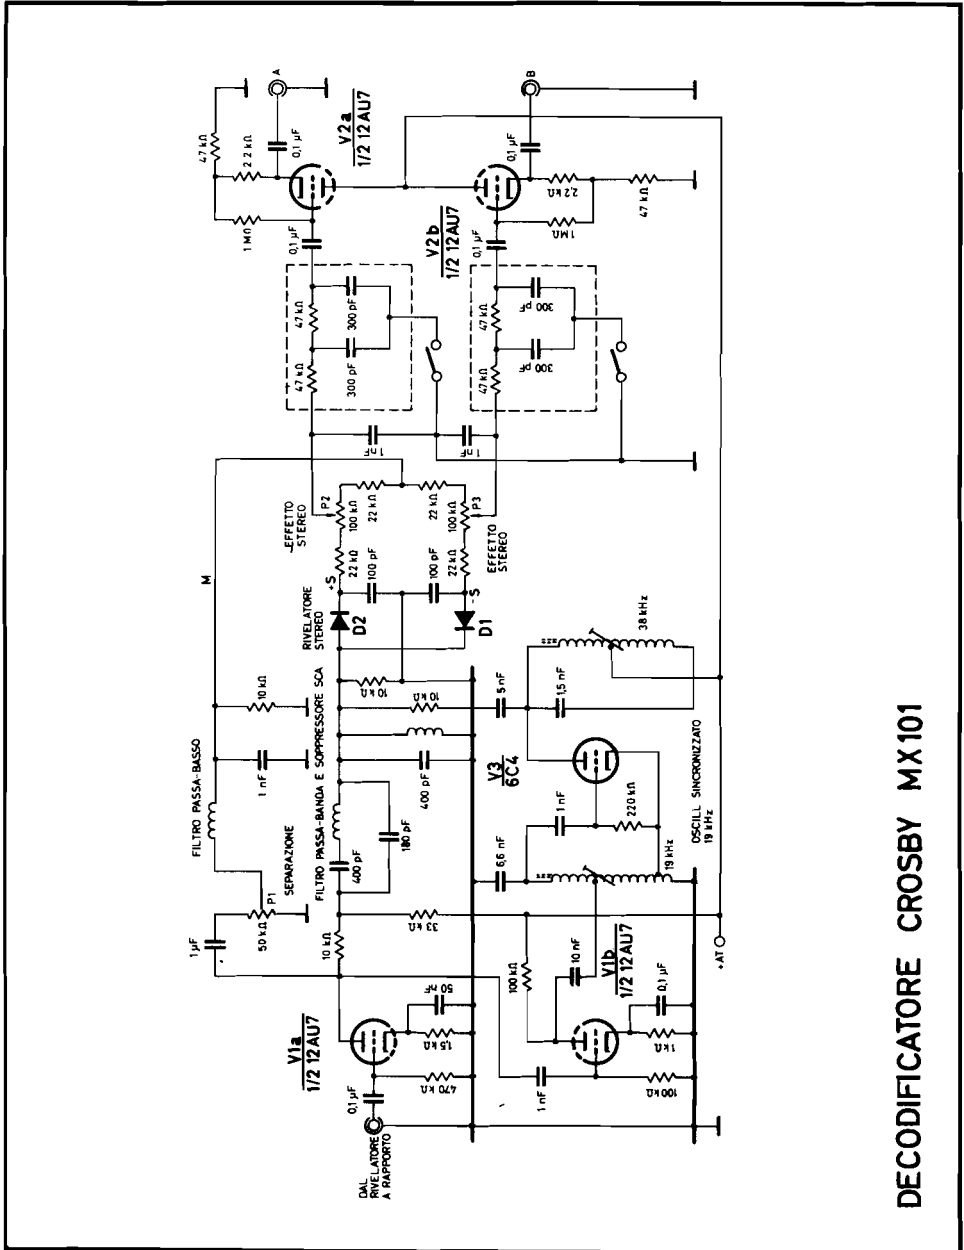 DAL
RIVELATORE
A RAPPORTO
0,1 µF
470 kΩ
V1a
1/2 12AU7
1,5 kΩ
50 nF
1 µF
10 kΩ
50 kΩ
P1
SEPARAZIONE
FILTRO PASSA-BASSO
1 nF
10 kΩ
M
33 kΩ
400 pF
180 pF
FILTRO PASSA-BANDA E SOPPRESSORE SCA
400 pF
10 kΩ
10 kΩ
RIVELATORE
STEREO
D2
D1
+S
-S
100 pF
100 pF
22 kΩ
22 kΩ
100 kΩ
P2
100 kΩ
P3
22 kΩ
22 kΩ
EFFETTO
STEREO
EFFETTO
STEREO
1 nF
1 nF
47 kΩ
47 kΩ
300 pF
300 pF
47 kΩ
47 kΩ
300 pF
300 pF
0,1 µF
1 MΩ
2.2 kΩ
47 kΩ
0,1 µF
A
V2a
1/2 12AU7
V2b
1/2 12AU7
0,1 µF
1 MΩ
2,2 kΩ
47 kΩ
0,1 µF
B
1 nF
100 kΩ
100 kΩ
10 nF
V1b
1/2 12AU7
1 kΩ
0,1 µF
6,6 nF
1 nF
220 kΩ
19 kHz
V3
6C4
5 nF
1,5 nF
38 kHz
OSCILL SINCRONIZZATO
19 kHz
+AT
DECODIFICATORE CROSBY MX101